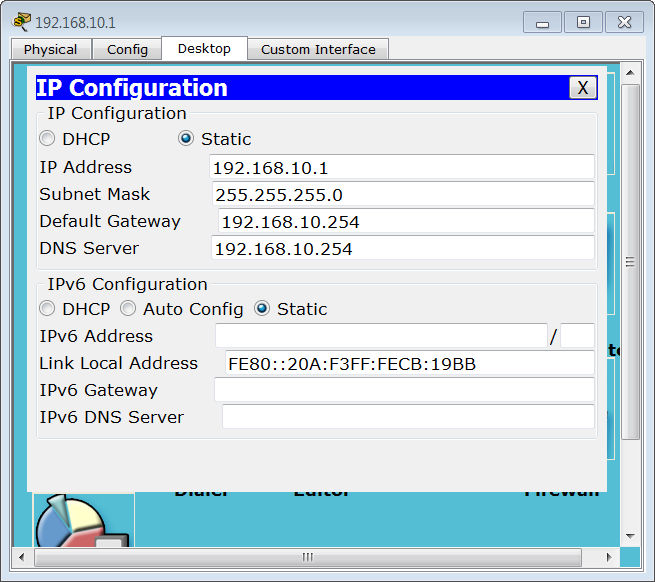 192.168.10.1
Physical Config Desktop Custom Interface
IP Configuration X
IP Configuration
DHCP Static
IP Address 192.168.10.1
Subnet Mask 255.255.255.0
Default Gateway 192.168.10.254
DNS Server 192.168.10.254
IPv6 Configuration
DHCP Auto Config Static
IPv6 Address /
Link Local Address FE80::20A:F3FF:FECB:19BB
IPv6 Gateway
IPv6 DNS Server
Dialer Editor Firewall